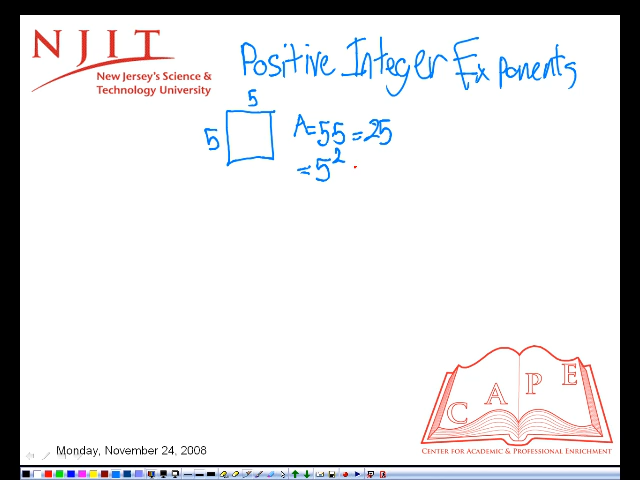 NJIT
New Jersey's Science &
Technology University
Positive Integer Exponents
5
5
A=55=25
=5²
C A P E
CENTER FOR ACADEMIC & PROFESSIONAL ENRICHMENT
Monday, November 24, 2008